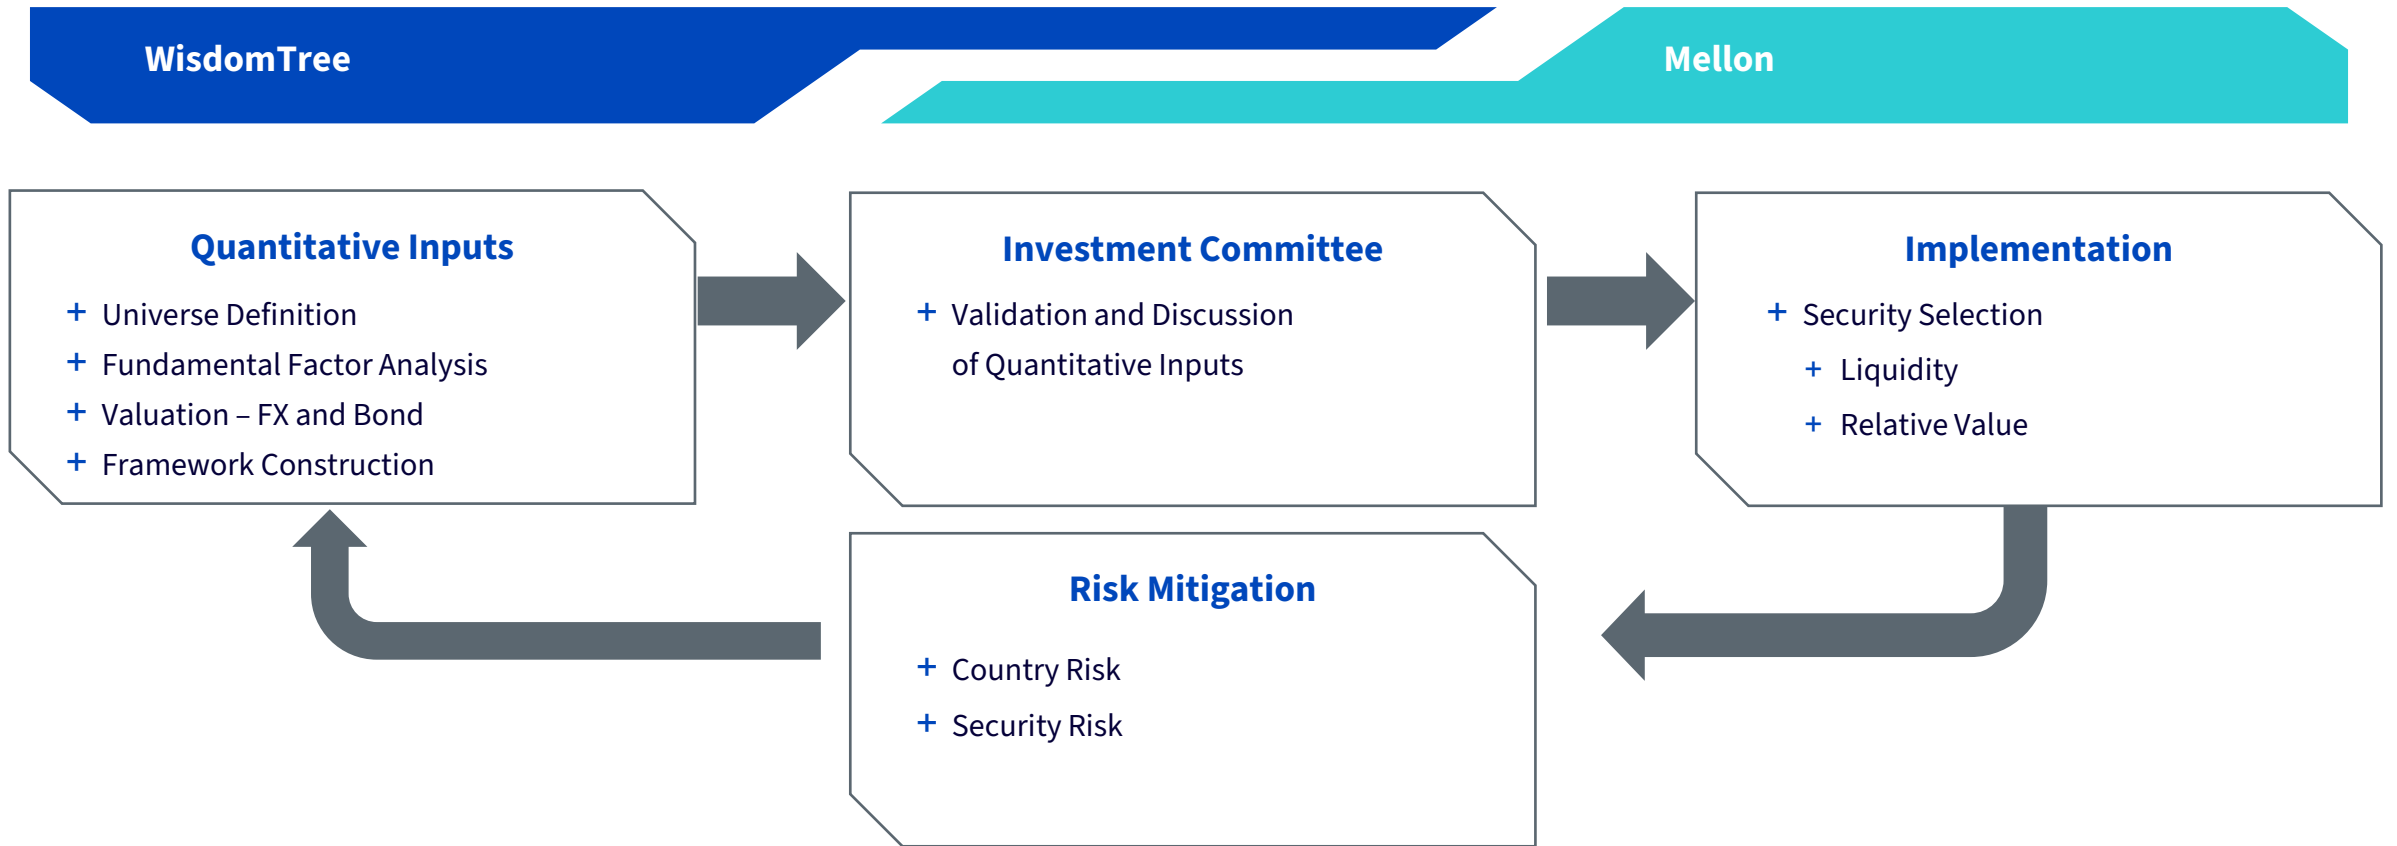 WisdomTree
Mellon
Quantitative Inputs
+ Universe Definition
+ Fundamental Factor Analysis
+ Valuation – FX and Bond
+ Framework Construction
Investment Committee
+ Validation and Discussion
of Quantitative Inputs
Implementation
+ Security Selection
+ Liquidity
+ Relative Value
Risk Mitigation
+ Country Risk
+ Security Risk